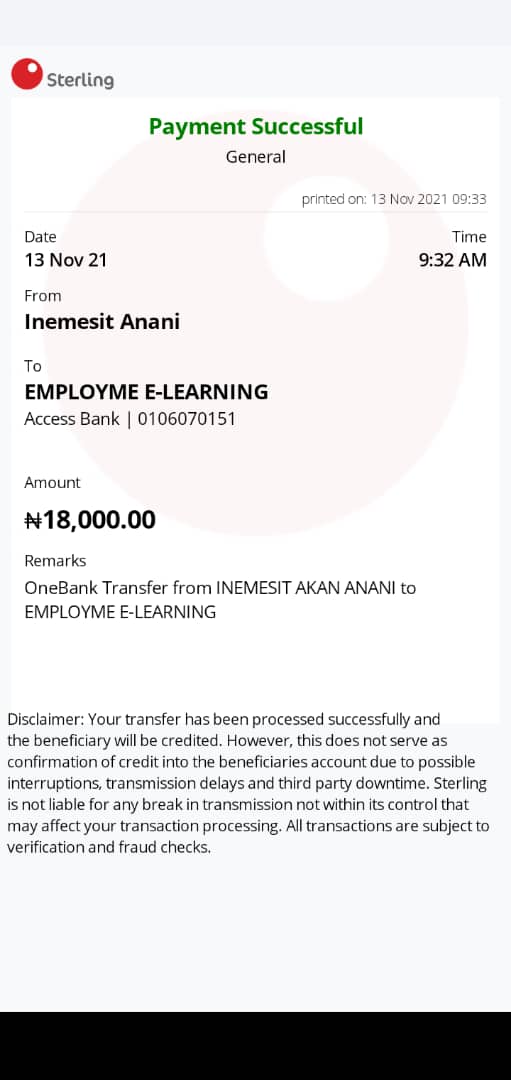 Sterling
Payment Successful
General
printed on: 13 Nov 2021 09:33
Date
Time
13 Nov 21
9:32 AM
From
Inemesit Anani
To
EMPLOYME E-LEARNING
Access Bank | 0106070151
Amount
₦18,000.00
Remarks
OneBank Transfer from INEMESIT AKAN ANANI to
EMPLOYME E-LEARNING
Disclaimer: Your transfer has been processed successfully and
the beneficiary will be credited. However, this does not serve as
confirmation of credit into the beneficiaries account due to possible
interruptions, transmission delays and third party downtime. Sterling
is not liable for any break in transmission not within its control that
may affect your transaction processing. All transactions are subject to
verification and fraud checks.